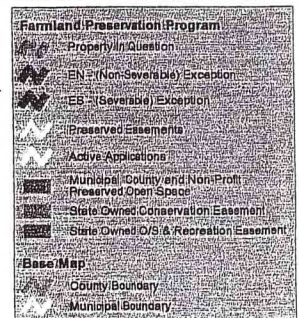 Farmland Preservation Program
Property In Question
EN - (Non-Severable) Exception
ES - (Severable) Exception
Preserved Easements
Active Applications
Municipal, County and Non-Profit
Preserved Open Space
State Owned Conservation Easement
State Owned O/S & Recreation Easement
Base Map
County Boundary
Municipal Boundary